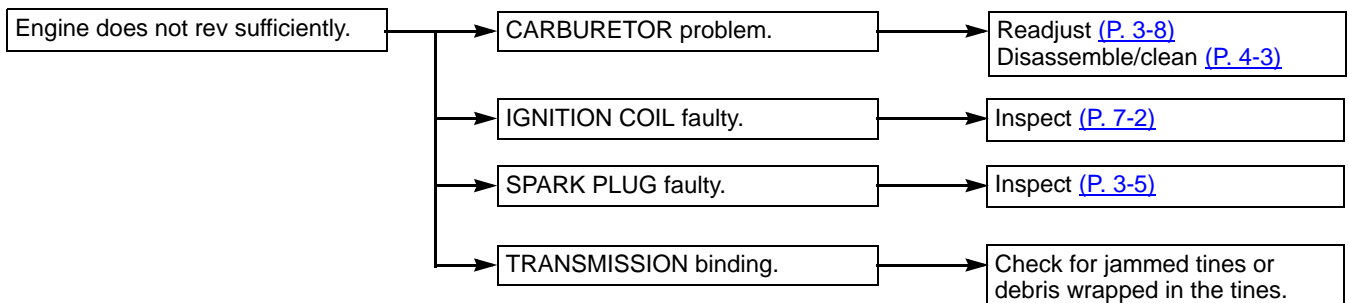 Engine does not rev sufficiently.
CARBURETOR problem.
Readjust (P. 3-8)
Disassemble/clean (P. 4-3)
IGNITION COIL faulty.
Inspect (P. 7-2)
SPARK PLUG faulty.
Inspect (P. 3-5)
TRANSMISSION binding.
Check for jammed tines or
debris wrapped in the tines.